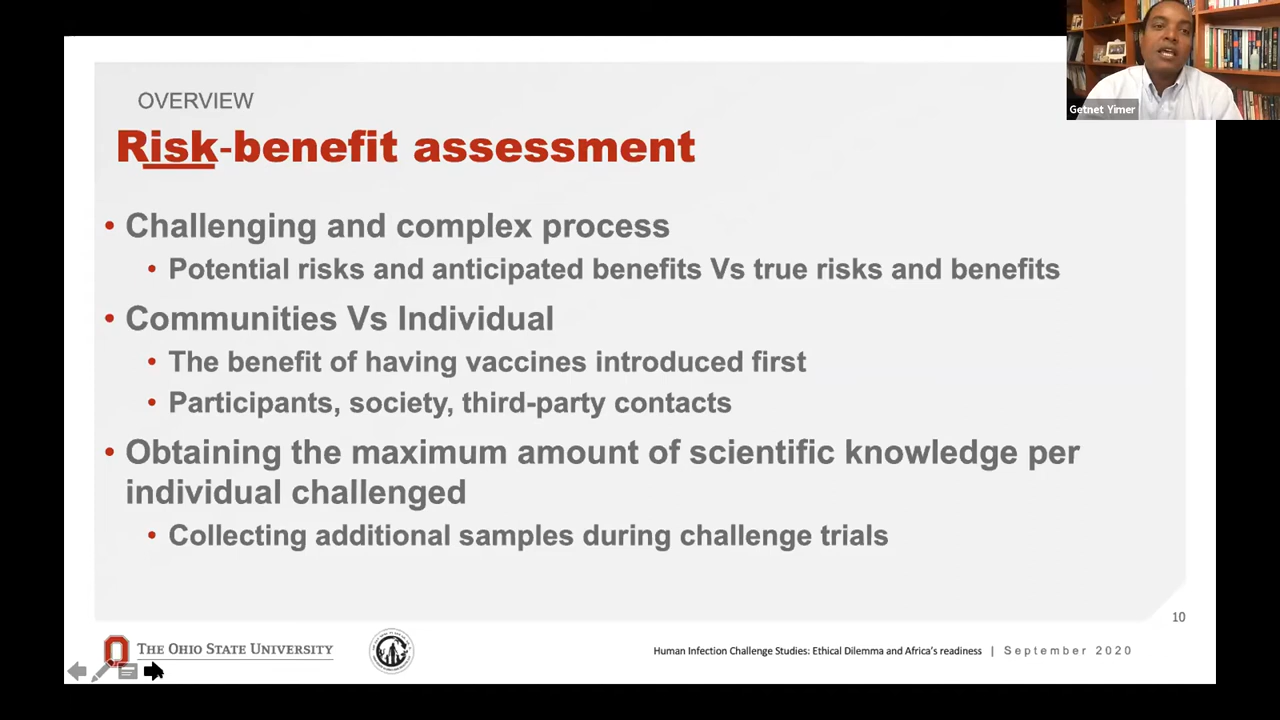 OVERVIEW
Risk-benefit assessment
Getnet Yimer
• Challenging and complex process
• Potential risks and anticipated benefits Vs true risks and benefits
• Communities Vs Individual
• The benefit of having vaccines introduced first
• Participants, society, third-party contacts
• Obtaining the maximum amount of scientific knowledge per
individual challenged
• Collecting additional samples during challenge trials
10
THE OHIO STATE UNIVERSITY
Human Infection Challenge Studies: Ethical Dilemma and Africa's readiness | September 2020